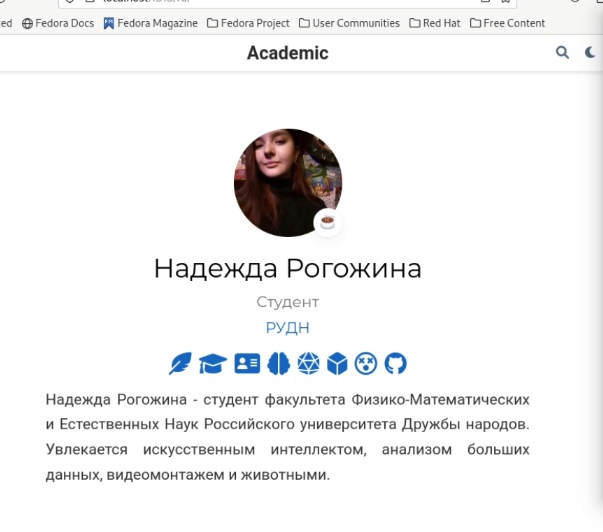 ed Fedora Docs Fedora Magazine Fedora Project User Communities Red Hat Free Content
Academic
Надежда Рогожина
Студент
РУДН
Надежда Рогожина - студент факультета Физико-Математических
и Естественных Наук Российского университета Дружбы народов.
Увлекается искусственным интеллектом, анализом больших
данных, видеомонтажем и животными.